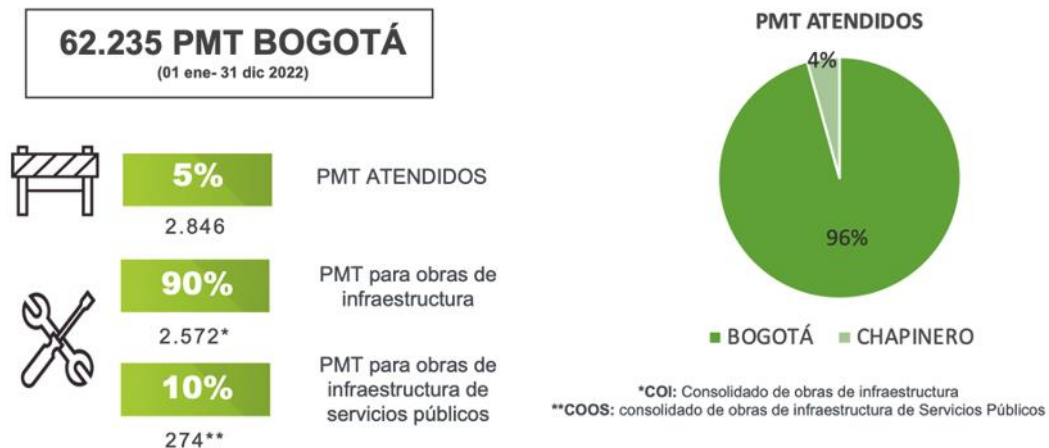 62.235 PMT BOGOTÁ
(01 ene- 31 dic 2022)
5%
PMT ATENDIDOS
2.846
90%
PMT para obras de
infraestructura
2.572*
10%
PMT para obras de
infraestructura de
servicios públicos
274**
PMT ATENDIDOS
4%
96%
BOGOTÁ
CHAPINERO
*COI: Consolidado de obras de infraestructura
**COOS: consolidado de obras de infraestructura de Servicios Públicos